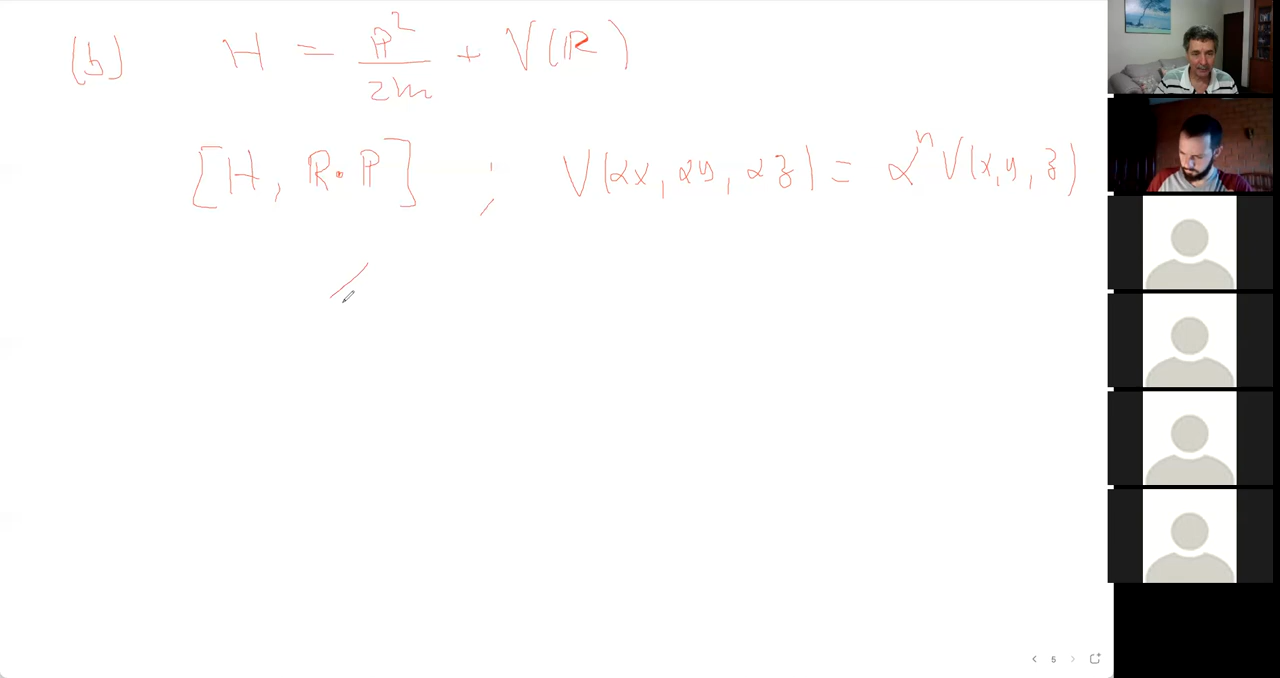 (b) H = ℙ²/2m + V(ℝ)
[H, ℝ·ℙ] ; V(αx, αy, αz) = αⁿ V(x, y, z)
5